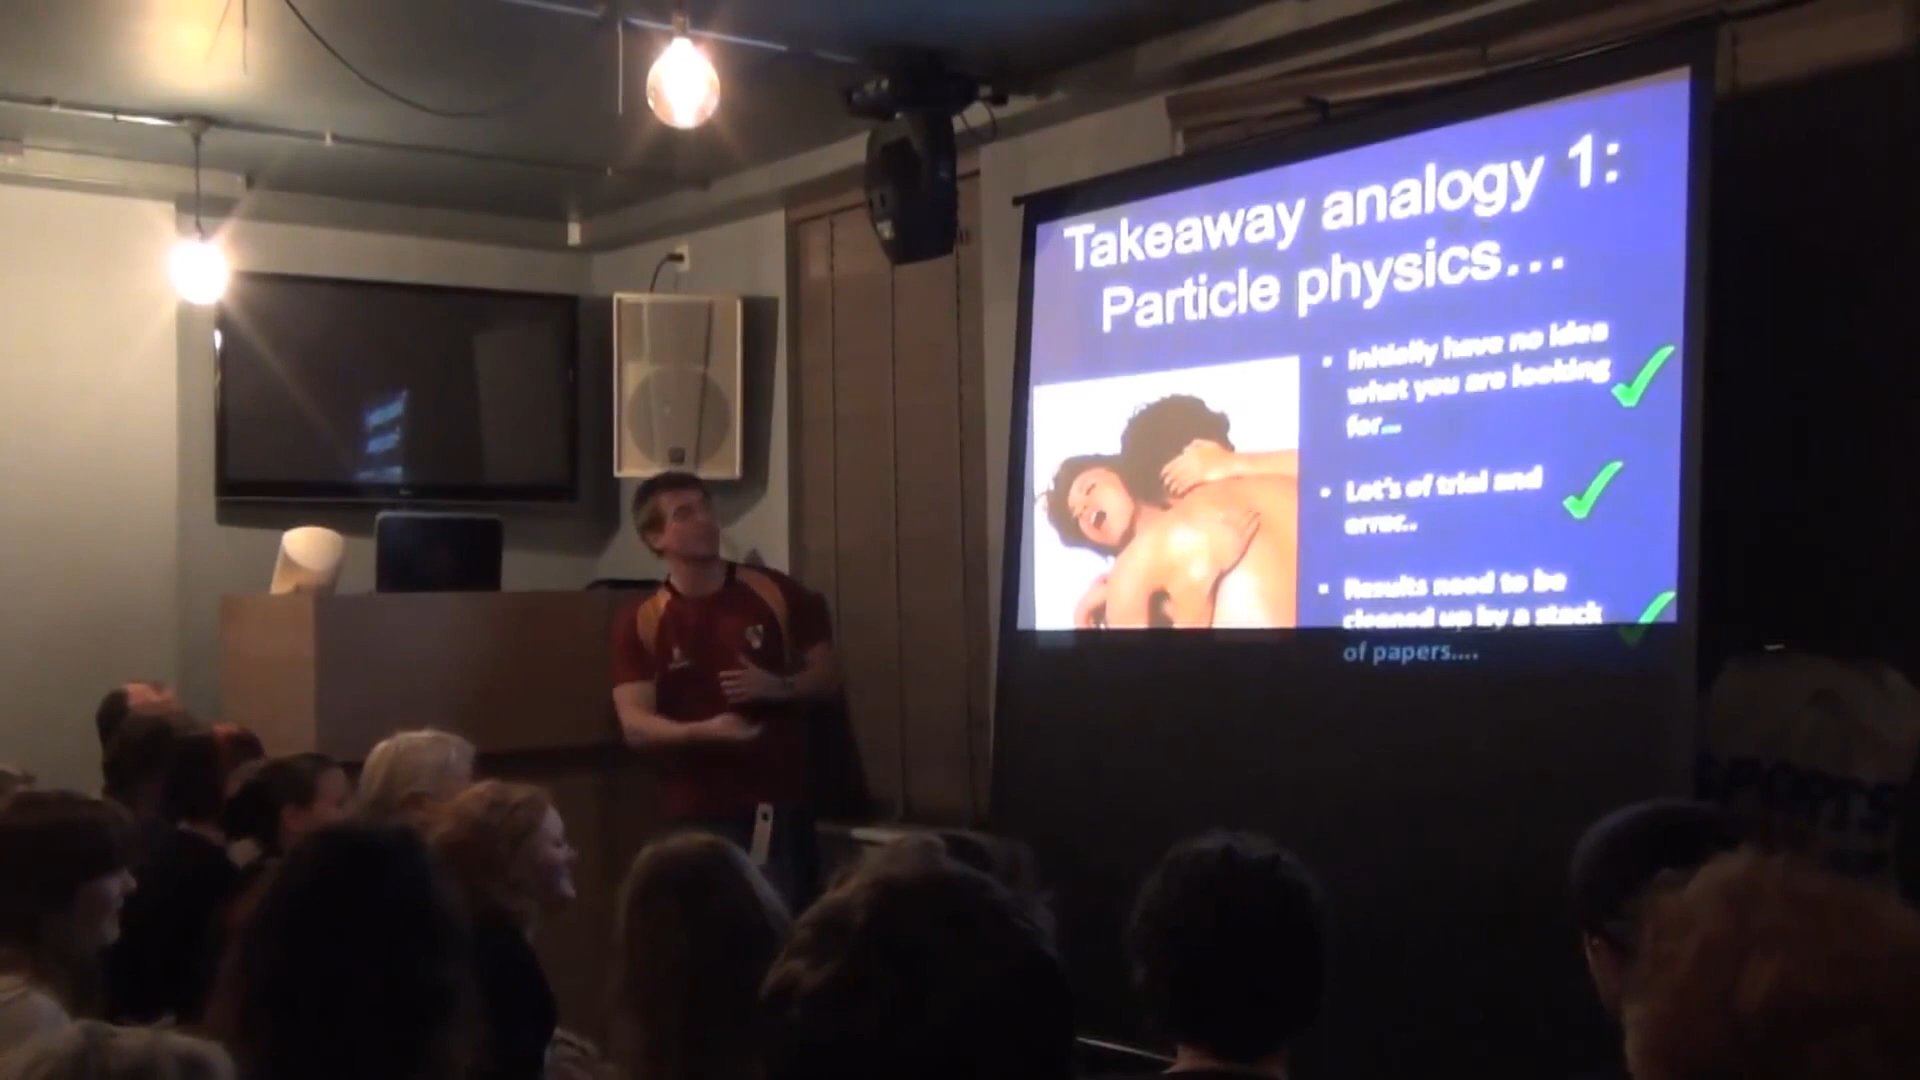 Takeaway analogy 1:
Particle physics...
• Initially have no idea
what you are looking
for...
• Lot's of trial and
error..
• Results need to be
cleaned up by a stack
of papers....